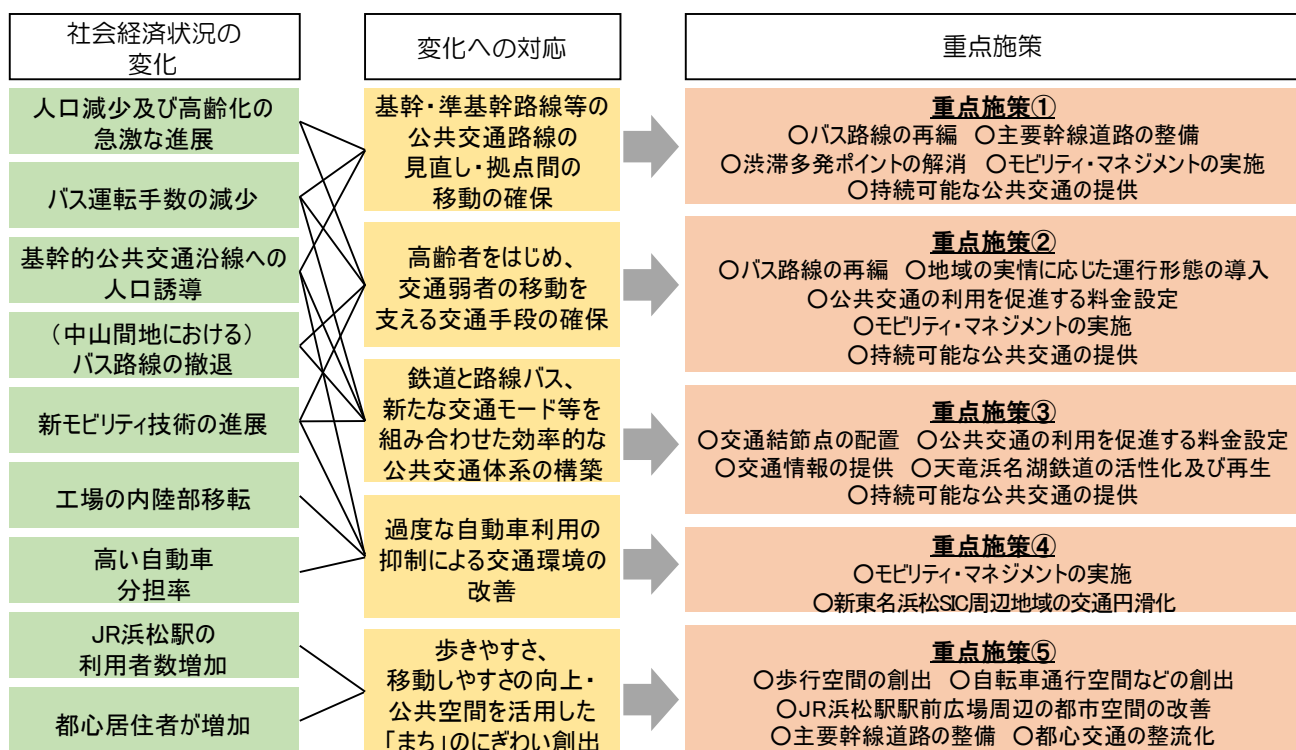 社会経済状況の
変化
人口減少及び高齢化の
急激な進展
バス運転手数の減少
基幹的公共交通沿線への
人口誘導
（中山間地における）
バス路線の撤退
新モビリティ技術の進展
工場の内陸部移転
高い自動車
分担率
JR浜松駅の
利用者数増加
都心居住者が増加
変化への対応
基幹・準基幹路線等の
公共交通路線の
見直し・拠点間の
移動の確保
高齢者をはじめ、
交通弱者の移動を
支える交通手段の確保
鉄道と路線バス、
新たな交通モード等を
組み合わせた効率的な
公共交通体系の構築
過度な自動車利用の
抑制による交通環境の
改善
歩きやすさ、
移動しやすさの向上・
公共空間を活用した
「まち」のにぎわい創出
重点施策
重点施策①
〇バス路線の再編 〇主要幹線道路の整備
〇渋滞多発ポイントの解消 〇モビリティ・マネジメントの実施
〇持続可能な公共交通の提供
重点施策②
〇バス路線の再編 〇地域の実情に応じた運行形態の導入
〇公共交通の利用を促進する料金設定
〇モビリティ・マネジメントの実施
〇持続可能な公共交通の提供
重点施策③
〇交通結節点の配置 〇公共交通の利用を促進する料金設定
〇交通情報の提供 〇天竜浜名湖鉄道の活性化及び再生
〇持続可能な公共交通の提供
重点施策④
〇モビリティ・マネジメントの実施
〇新東名浜松SIC周辺地域の交通円滑化
重点施策⑤
〇歩行空間の創出 〇自転車通行空間などの創出
〇JR浜松駅駅前広場周辺の都市空間の改善
〇主要幹線道路の整備 〇都心交通の整流化